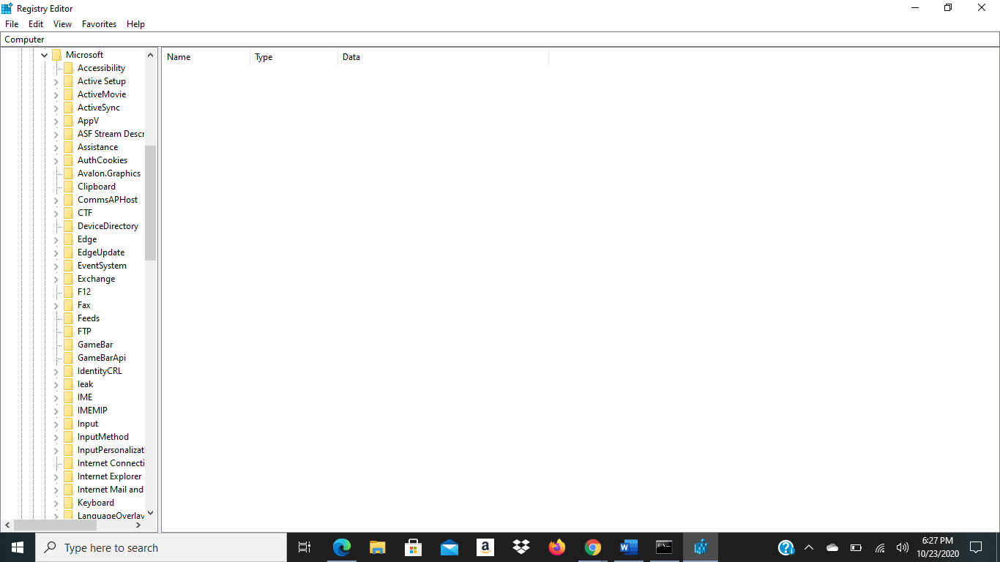 Registry Editor
File Edit View Favorites Help
Computer
Name Type Data
Microsoft
Accessibility
Active Setup
ActiveMovie
ActiveSync
AppV
ASF Stream Descr
Assistance
AuthCookies
Avalon.Graphics
Clipboard
CommsAPHost
CTF
DeviceDirectory
Edge
EdgeUpdate
EventSystem
Exchange
F12
Fax
Feeds
FTP
GameBar
GameBarApi
IdentityCRL
Ieak
IME
IMEMIP
Input
InputMethod
InputPersonalizat
Internet Connecti
Internet Explorer
Internet Mail and
Keyboard
LanguageOverlay
Type here to search
6:27 PM
10/23/2020